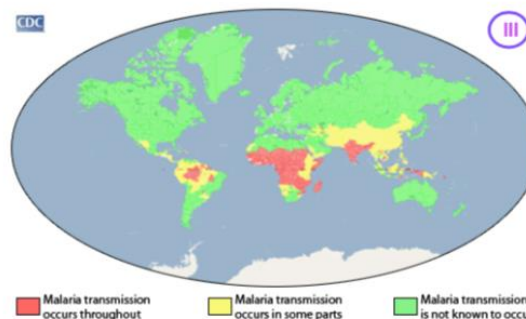 CDC
III
Malaria transmission
occurs throughout
Malaria transmission
occurs in some parts
Malaria transmission
is not known to occu